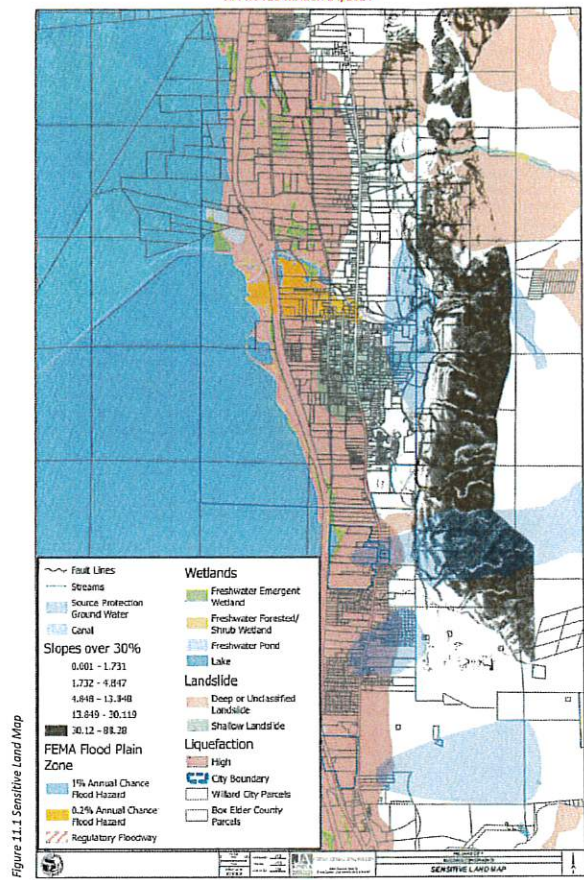 Fault Lines
Streams
Source Protection
Ground Water
Canal
Slopes over 30%
0.001 - 1.731
1.732 - 4.847
4.848 - 13.848
13.849 - 30.119
30.12 - 88.28
FEMA Flood Plain
Zone
1% Annual Chance
Flood Hazard
0.2% Annual Chance
Flood Hazard
Regulatory Floodway
Wetlands
Freshwater Emergent
Wetland
Freshwater Forested/
Shrub Wetland
Freshwater Pond
Lake
Landslide
Deep or Unclassified
Landslide
Shallow Landslide
Liquefaction
High
City Boundary
Willard City Parcels
Box Elder County
Parcels
Figure 11.1 Sensitive Land Map
SENSITIVE LAND MAP